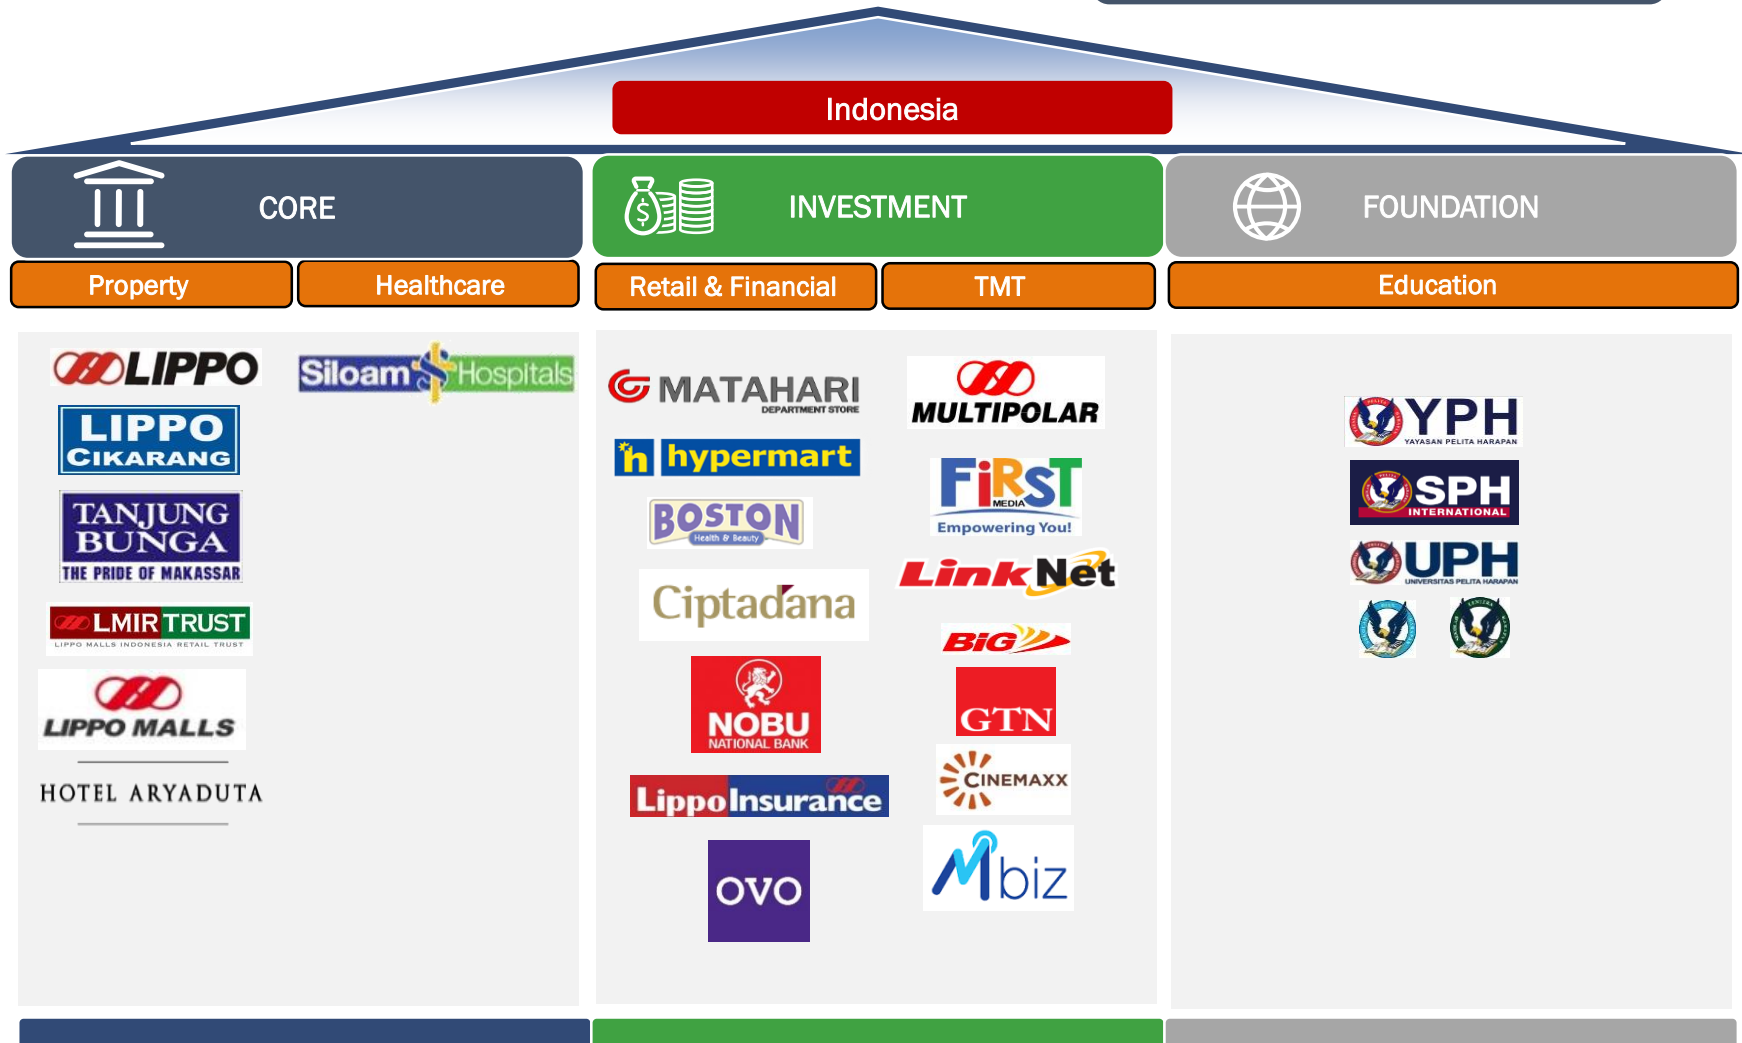 Indonesia
CORE
INVESTMENT
FOUNDATION
Property
Healthcare
Retail & Financial
TMT
Education
LIPPO
LIPPO
CIKARANG
TANJUNG
BUNGA
THE PRIDE OF MAKASSAR
LMIR TRUST
LIPPO MALLS INDONESIA RETAIL TRUST
LIPPO MALLS
HOTEL ARYADUTA
Siloam Hospitals
MATAHARI
DEPARTMENT STORE
h hypermart
BOSTON
Health & Beauty
Ciptadana
NOBU
NATIONAL BANK
LippoInsurance
OVO
MULTIPOLAR
FiRST
MEDIA
Empowering You!
LinkNet
BiG
GTN
CINEMAXX
Mbiz
YPH
YAYASAN PELITA HARAPAN
SPH
INTERNATIONAL
UPH
UNIVERSITAS PELITA HARAPAN